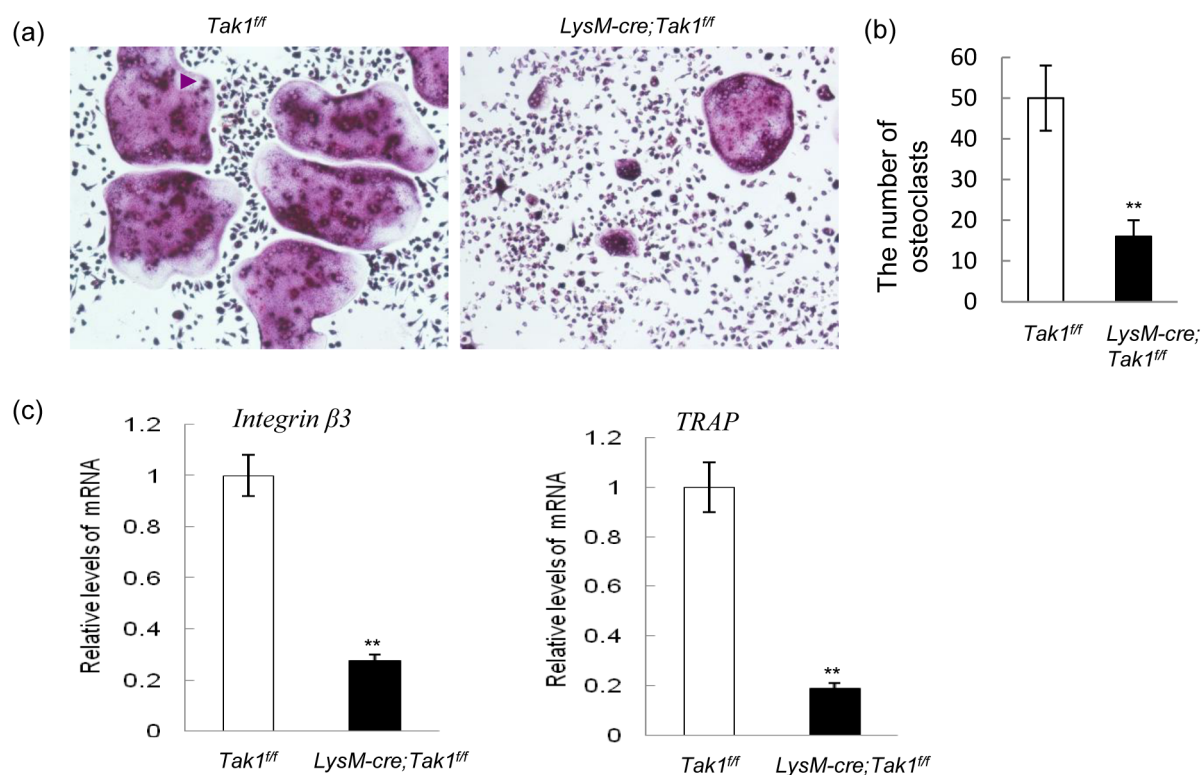 (a)
Tak1f/f
LysM-cre;Tak1f/f
(b)
The number of
osteoclasts
60
50
40
30
20
10
0
**
Tak1f/f
LysM-cre;
Tak1f/f
(c)
Integrin β3
Relative levels of mRNA
1.2
1
0.8
0.6
0.4
0.2
0
**
Tak1f/f
LysM-cre;Tak1f/f
TRAP
Relative levels of mRNA
1.2
1
0.8
0.6
0.4
0.2
0
**
Tak1f/f
LysM-cre;Tak1f/f